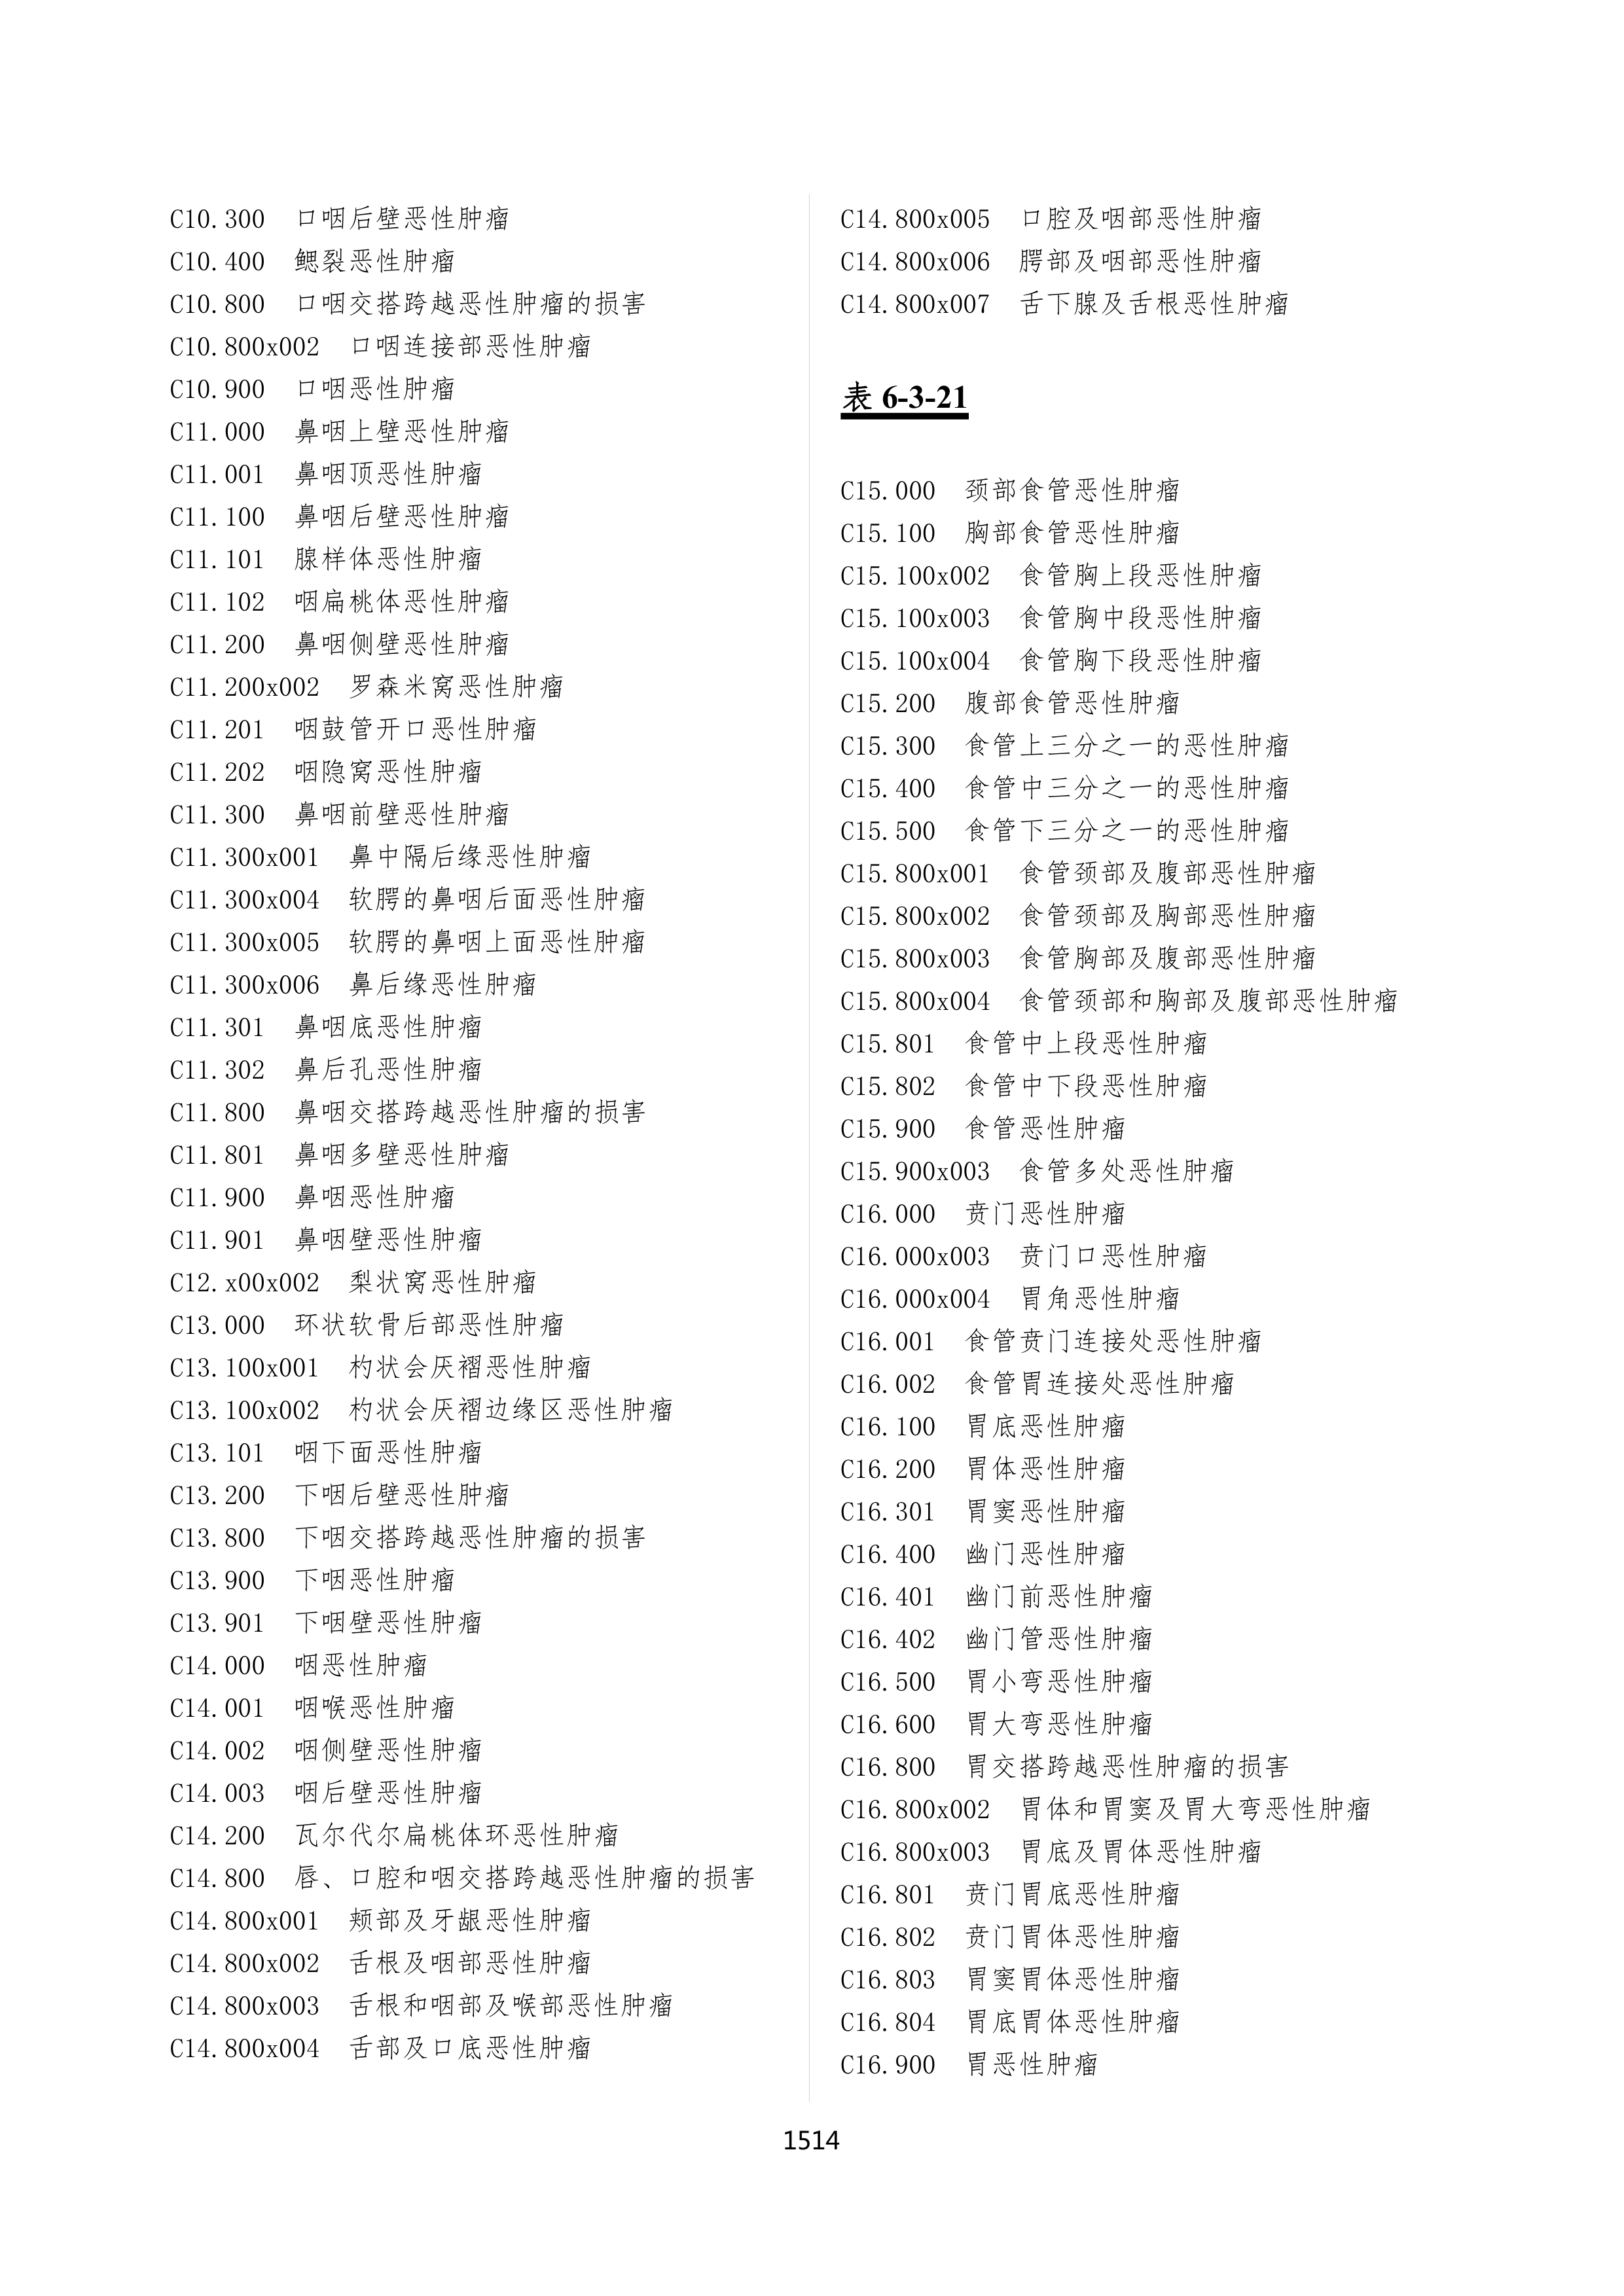 C10.300 口咽后壁恶性肿瘤
C10.400 鳃裂恶性肿瘤
C10.800 口咽交搭跨越恶性肿瘤的损害
C10.800x002 口咽连接部恶性肿瘤
C10.900 口咽恶性肿瘤
C11.000 鼻咽上壁恶性肿瘤
C11.001 鼻咽顶恶性肿瘤
C11.100 鼻咽后壁恶性肿瘤
C11.101 腺样体恶性肿瘤
C11.102 咽扁桃体恶性肿瘤
C11.200 鼻咽侧壁恶性肿瘤
C11.200x002 罗森米窝恶性肿瘤
C11.201 咽鼓管开口恶性肿瘤
C11.202 咽隐窝恶性肿瘤
C11.300 鼻咽前壁恶性肿瘤
C11.300x001 鼻中隔后缘恶性肿瘤
C11.300x004 软腭的鼻咽后面恶性肿瘤
C11.300x005 软腭的鼻咽上面恶性肿瘤
C11.300x006 鼻后缘恶性肿瘤
C11.301 鼻咽底恶性肿瘤
C11.302 鼻后孔恶性肿瘤
C11.800 鼻咽交搭跨越恶性肿瘤的损害
C11.801 鼻咽多壁恶性肿瘤
C11.900 鼻咽恶性肿瘤
C11.901 鼻咽壁恶性肿瘤
C12.x00x002 梨状窝恶性肿瘤
C13.000 环状软骨后部恶性肿瘤
C13.100x001 杓状会厌褶恶性肿瘤
C13.100x002 杓状会厌褶边缘区恶性肿瘤
C13.101 咽下面恶性肿瘤
C13.200 下咽后壁恶性肿瘤
C13.800 下咽交搭跨越恶性肿瘤的损害
C13.900 下咽恶性肿瘤
C13.901 下咽壁恶性肿瘤
C14.000 咽恶性肿瘤
C14.001 咽喉恶性肿瘤
C14.002 咽侧壁恶性肿瘤
C14.003 咽后壁恶性肿瘤
C14.200 瓦尔代尔扁桃体环恶性肿瘤
C14.800 唇、口腔和咽交搭跨越恶性肿瘤的损害
C14.800x001 颊部及牙龈恶性肿瘤
C14.800x002 舌根及咽部恶性肿瘤
C14.800x003 舌根和咽部及喉部恶性肿瘤
C14.800x004 舌部及口底恶性肿瘤
C14.800x005 口腔及咽部恶性肿瘤
C14.800x006 腭部及咽部恶性肿瘤
C14.800x007 舌下腺及舌根恶性肿瘤
表 6-3-21
C15.000 颈部食管恶性肿瘤
C15.100 胸部食管恶性肿瘤
C15.100x002 食管胸上段恶性肿瘤
C15.100x003 食管胸中段恶性肿瘤
C15.100x004 食管胸下段恶性肿瘤
C15.200 腹部食管恶性肿瘤
C15.300 食管上三分之一的恶性肿瘤
C15.400 食管中三分之一的恶性肿瘤
C15.500 食管下三分之一的恶性肿瘤
C15.800x001 食管颈部及腹部恶性肿瘤
C15.800x002 食管颈部及胸部恶性肿瘤
C15.800x003 食管胸部及腹部恶性肿瘤
C15.800x004 食管颈部和胸部及腹部恶性肿瘤
C15.801 食管中上段恶性肿瘤
C15.802 食管中下段恶性肿瘤
C15.900 食管恶性肿瘤
C15.900x003 食管多处恶性肿瘤
C16.000 贲门恶性肿瘤
C16.000x003 贲门口恶性肿瘤
C16.000x004 胃角恶性肿瘤
C16.001 食管贲门连接处恶性肿瘤
C16.002 食管胃连接处恶性肿瘤
C16.100 胃底恶性肿瘤
C16.200 胃体恶性肿瘤
C16.301 胃窦恶性肿瘤
C16.400 幽门恶性肿瘤
C16.401 幽门前恶性肿瘤
C16.402 幽门管恶性肿瘤
C16.500 胃小弯恶性肿瘤
C16.600 胃大弯恶性肿瘤
C16.800 胃交搭跨越恶性肿瘤的损害
C16.800x002 胃体和胃窦及胃大弯恶性肿瘤
C16.800x003 胃底及胃体恶性肿瘤
C16.801 贲门胃底恶性肿瘤
C16.802 贲门胃体恶性肿瘤
C16.803 胃窦胃体恶性肿瘤
C16.804 胃底胃体恶性肿瘤
C16.900 胃恶性肿瘤
1514